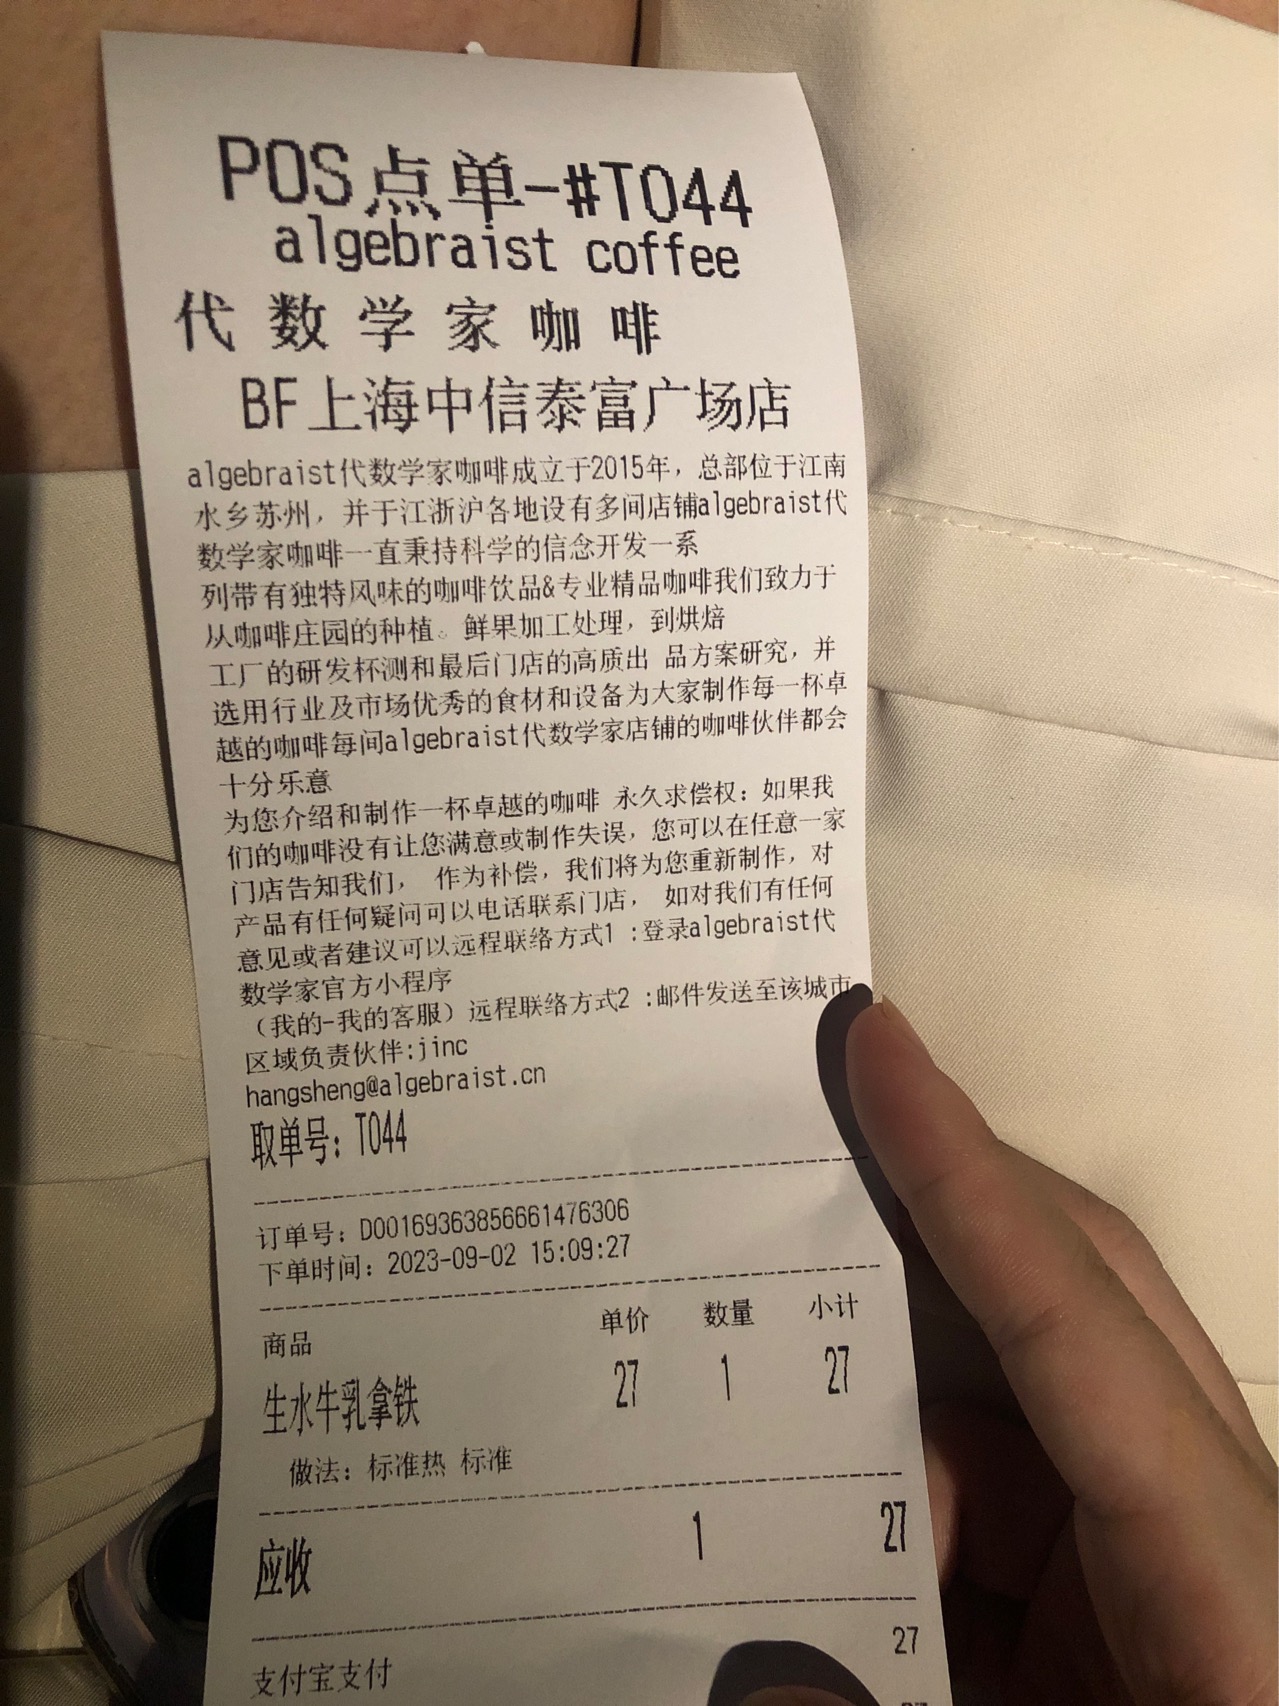 POS点单-#T044
algebraist coffee
代数学家咖啡
BF上海中信泰富广场店
algebraist代数学家咖啡成立于2015年，总部位于江南
水乡苏州，并于江浙沪各地设有多间店铺algebraist代
数学家咖啡一直秉持科学的信念开发一系
列带有独特风味的咖啡饮品&专业精品咖啡我们致力于
从咖啡庄园的种植。鲜果加工处理，到烘焙
工厂的研发杯测和最后门店的高质出 品方案研究，并
选用行业及市场优秀的食材和设备为大家制作每一杯卓
越的咖啡每间algebraist代数学家店铺的咖啡伙伴都会
十分乐意
为您介绍和制作一杯卓越的咖啡 永久求偿权：如果我
们的咖啡没有让您满意或制作失误，您可以在任意一家
门店告知我们， 作为补偿，我们将为您重新制作，对
产品有任何疑问可以电话联系门店， 如对我们有任何
意见或者建议可以远程联络方式1 :登录algebraist代
数学家官方小程序
（我的-我的客服）远程联络方式2 :邮件发送至该城市
区域负责伙伴:jinc
hangsheng@algebraist.cn
取单号：T044
订单号：D001693638566614​76306
下单时间：2023-09-02 15:09:27
商品 单价 数量 小计
生水牛乳拿铁 27 1 27
做法：标准热 标准
应收 1 27
支付宝支付 27